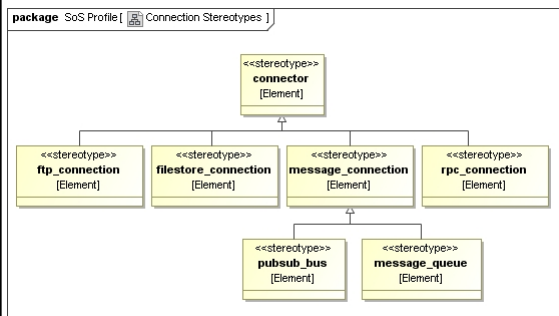 package SoS Profile [ Connection Stereotypes ]
<<stereotype>>
connector
[Element]
<<stereotype>>
ftp_connection
[Element]
<<stereotype>>
filestore_connection
[Element]
<<stereotype>>
message_connection
[Element]
<<stereotype>>
rpc_connection
[Element]
<<stereotype>>
pubsub_bus
[Element]
<<stereotype>>
message_queue
[Element]